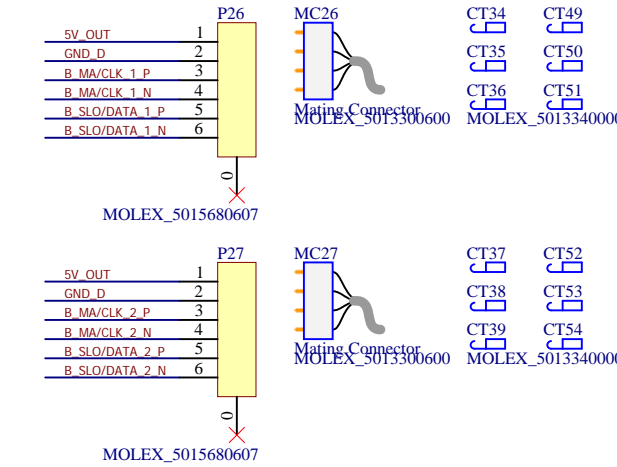 P26 MC26 CT34 CT49
5V_OUT 1
GND_D 2
B_MA/CLK_1_P 3
B_MA/CLK_1_N 4
B_SLO/DATA_1_P 5
B_SLO/DATA_1_N 6
CT35 CT50
CT36 CT51
Mating Connector
MOLEX_5013300600 MOLEX_501334000
0
MOLEX_5015680607
P27 MC27 CT37 CT52
5V_OUT 1
GND_D 2
B_MA/CLK_2_P 3
B_MA/CLK_2_N 4
B_SLO/DATA_2_P 5
B_SLO/DATA_2_N 6
CT38 CT53
CT39 CT54
Mating Connector
MOLEX_5013300600 MOLEX_501334000
0
MOLEX_5015680607